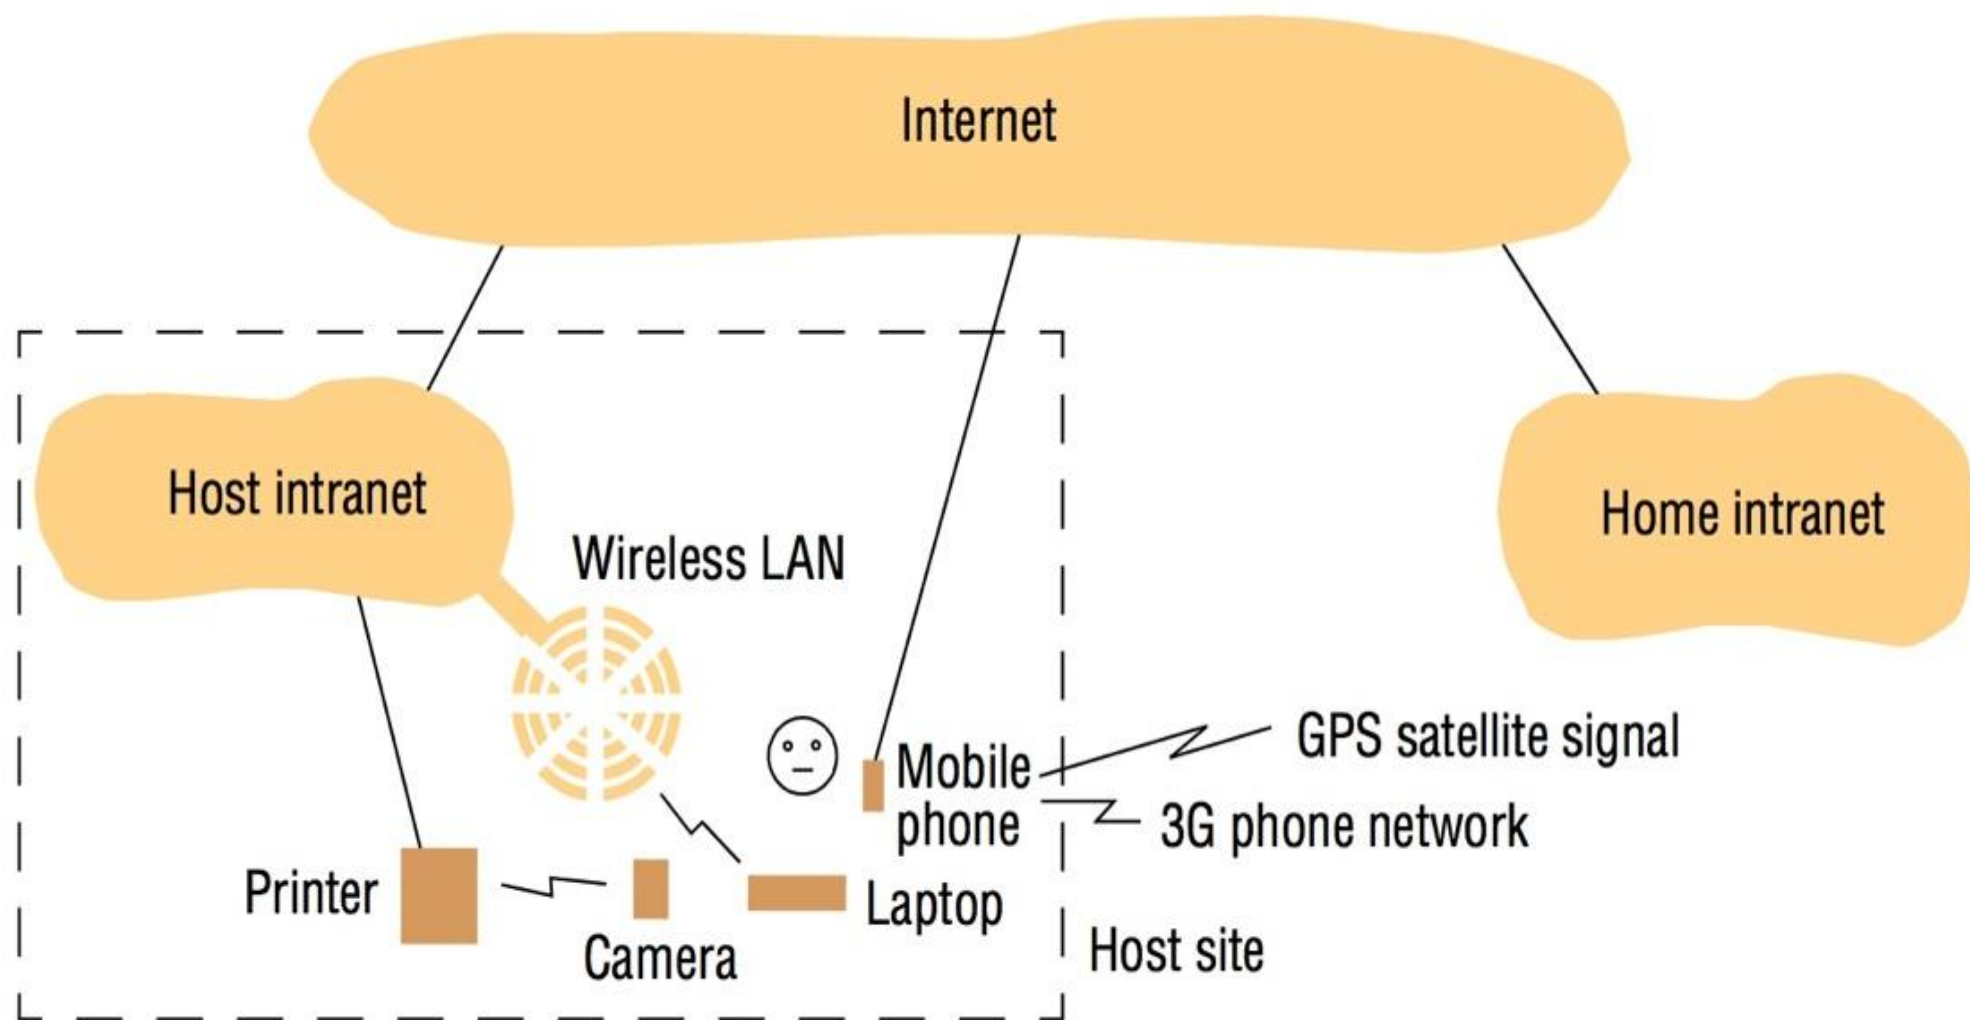 Internet
Host intranet
Wireless LAN
Home intranet
Mobile
phone
GPS satellite signal
3G phone network
Printer
Camera
Laptop
Host site